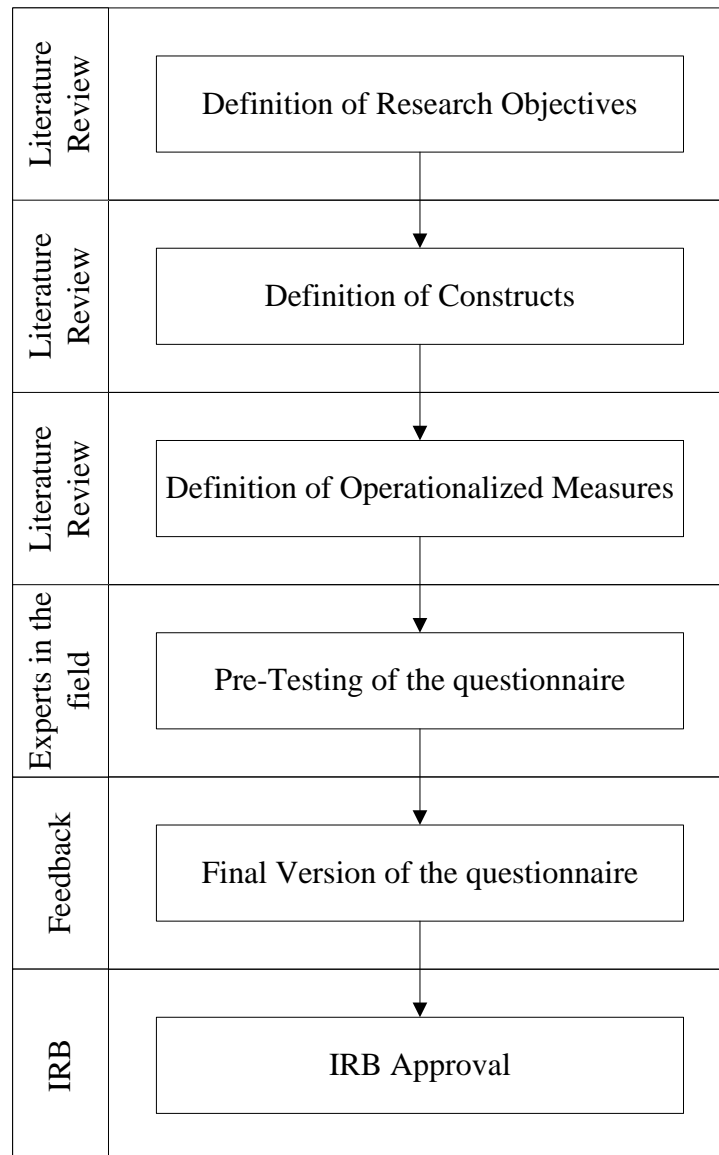 Literature
Review
Definition of Research Objectives
Literature
Review
Definition of Constructs
Literature
Review
Definition of Operationalized Measures
Experts in the
field
Pre-Testing of the questionnaire
Feedback
Final Version of the questionnaire
IRB
IRB Approval